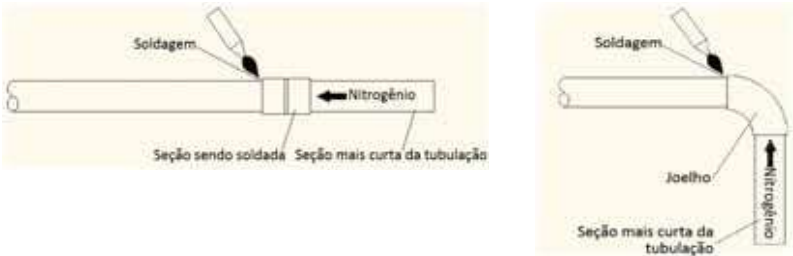 Soldagem
Nitrogênio
Seção sendo soldada
Seção mais curta da tubulação
Soldagem
Joelho
Nitrogênio
Seção mais curta da
tubulação